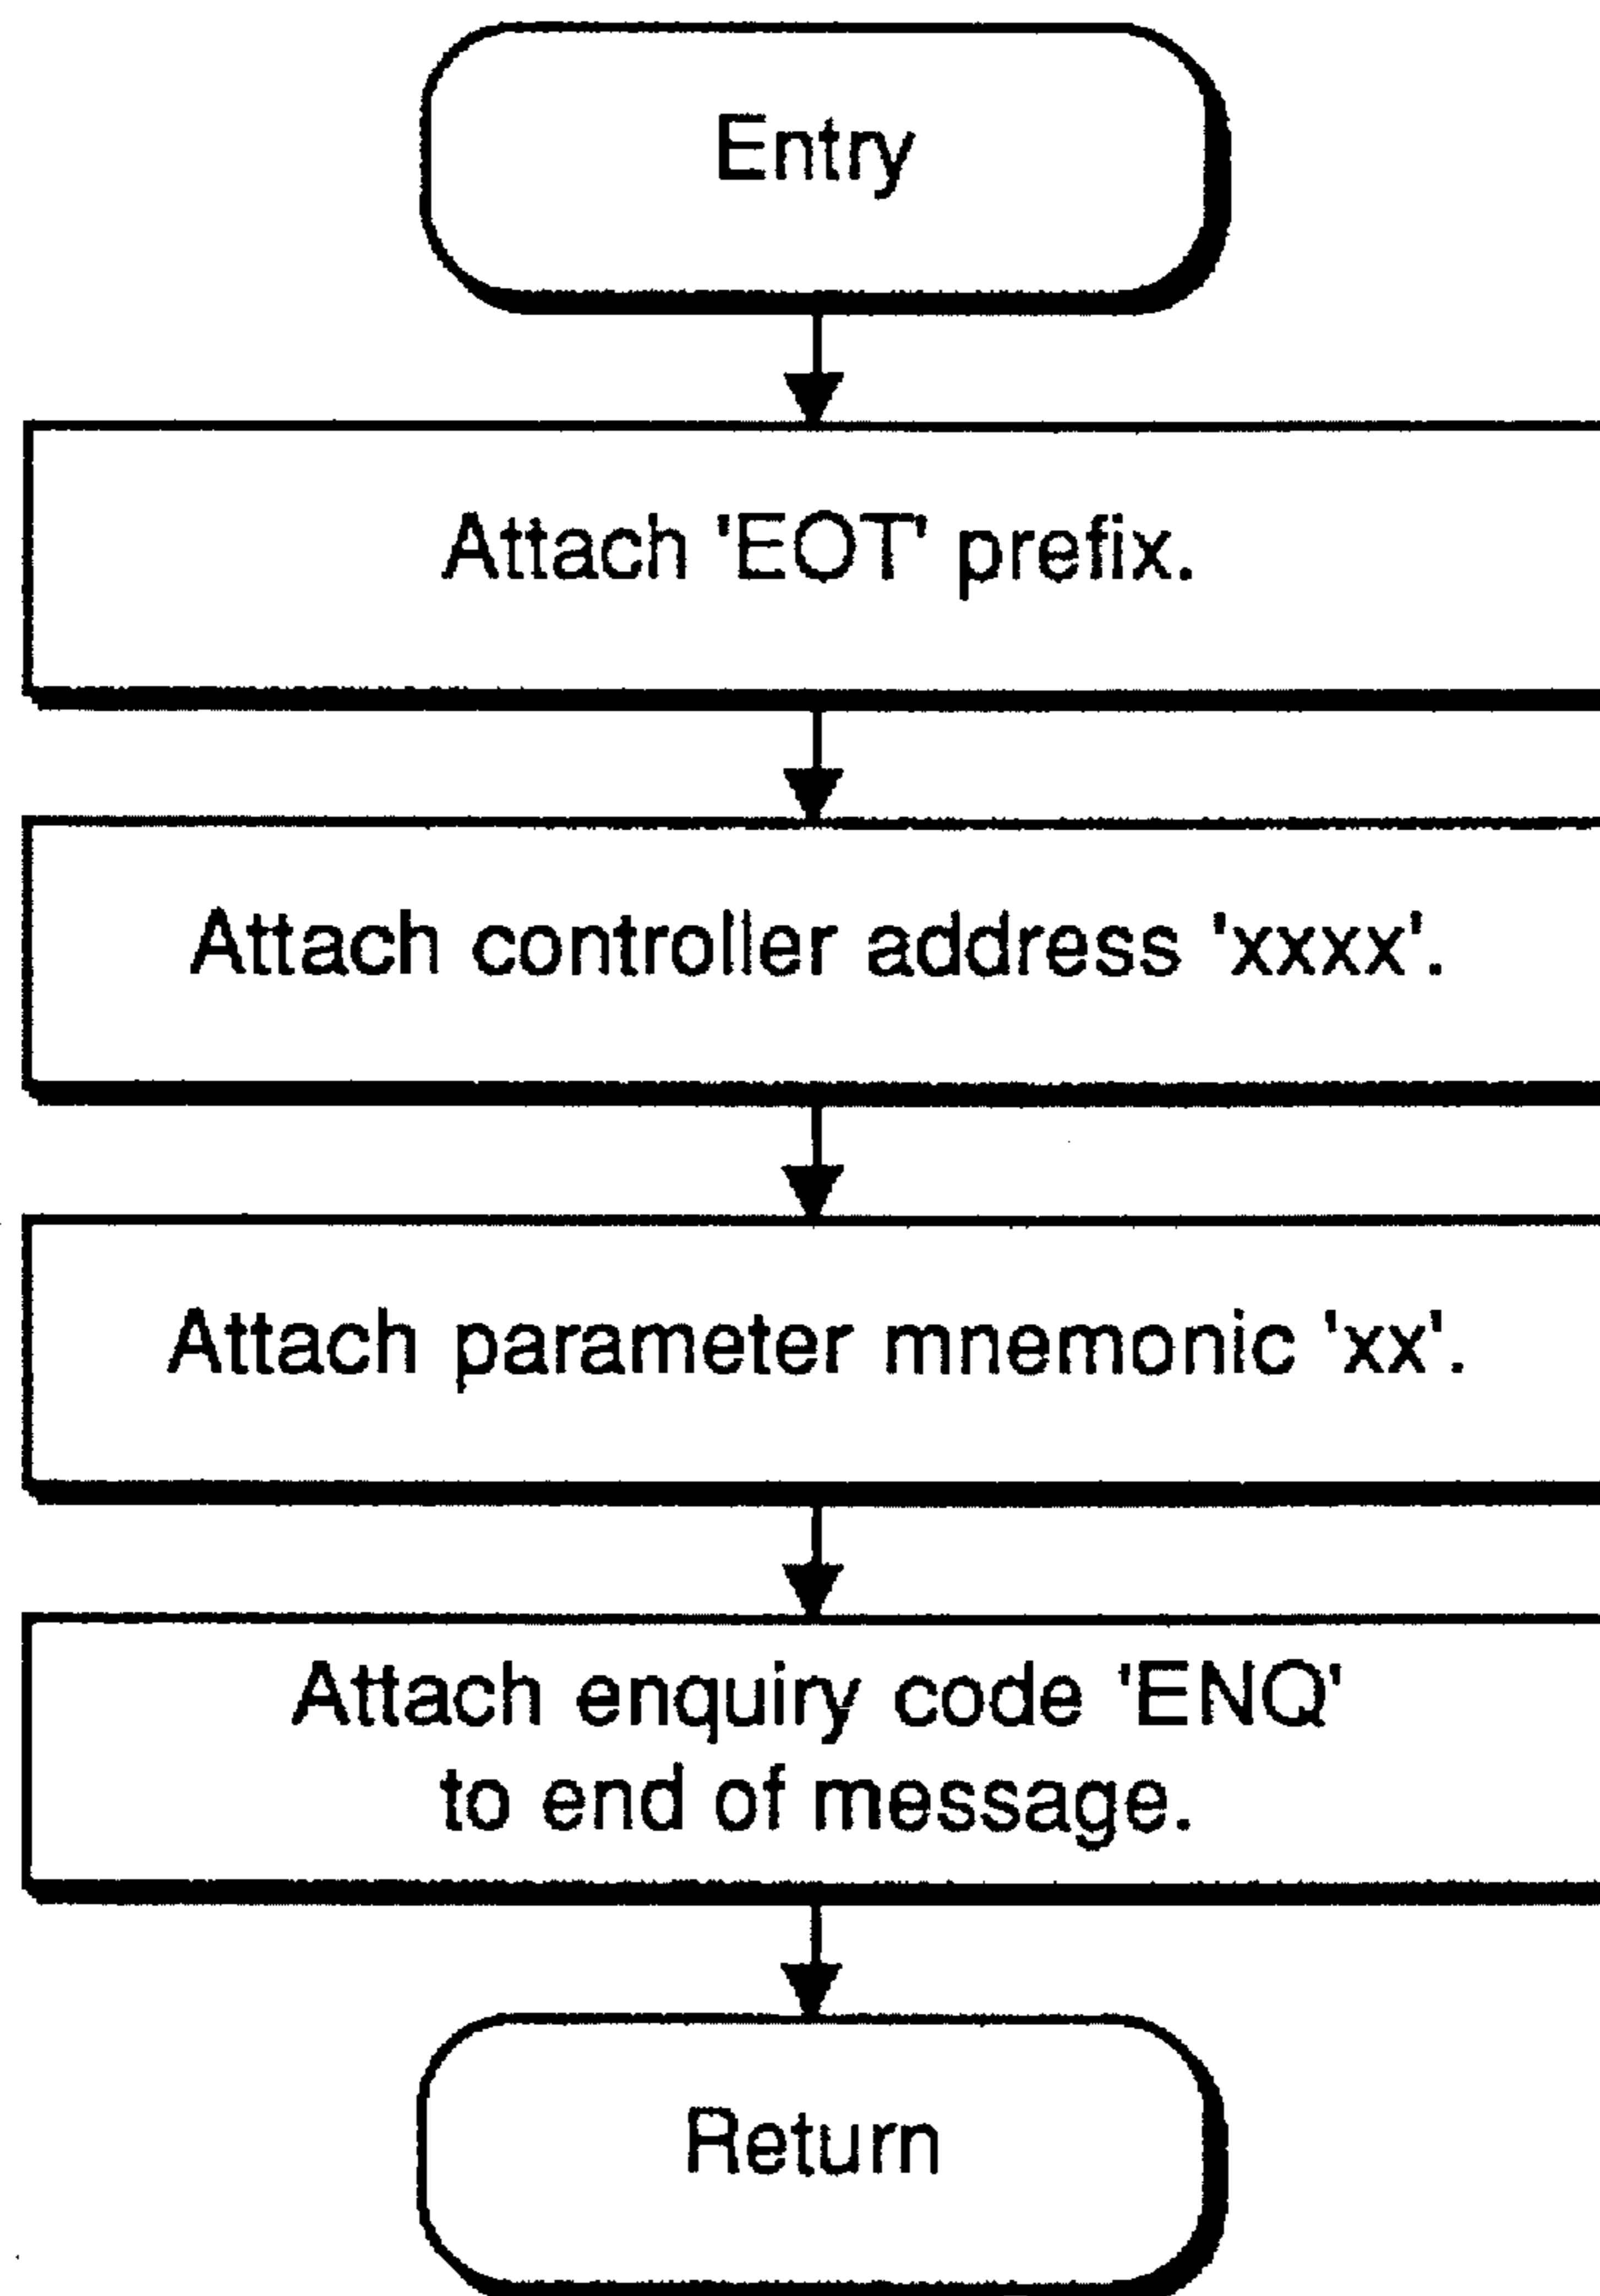 Entry
Attach 'EOT' prefix.
Attach controller address 'xxxx'.
Attach parameter mnemonic 'xx'.
Attach enquiry code 'ENQ'
to end of message.
Return